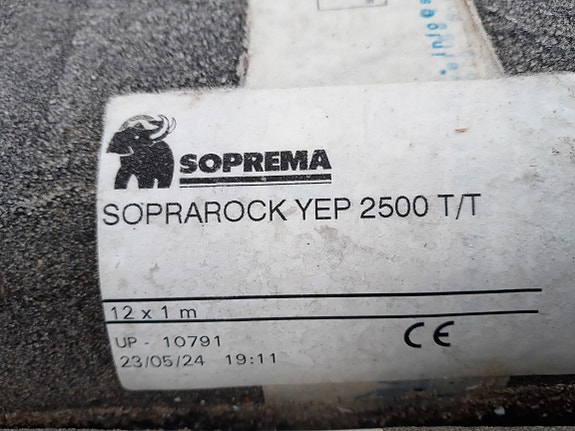 SOPREMA
SOPRAROCK YEP 2500 T/T
12 x 1 m
UP - 10791
CE
23/05/24 19:11